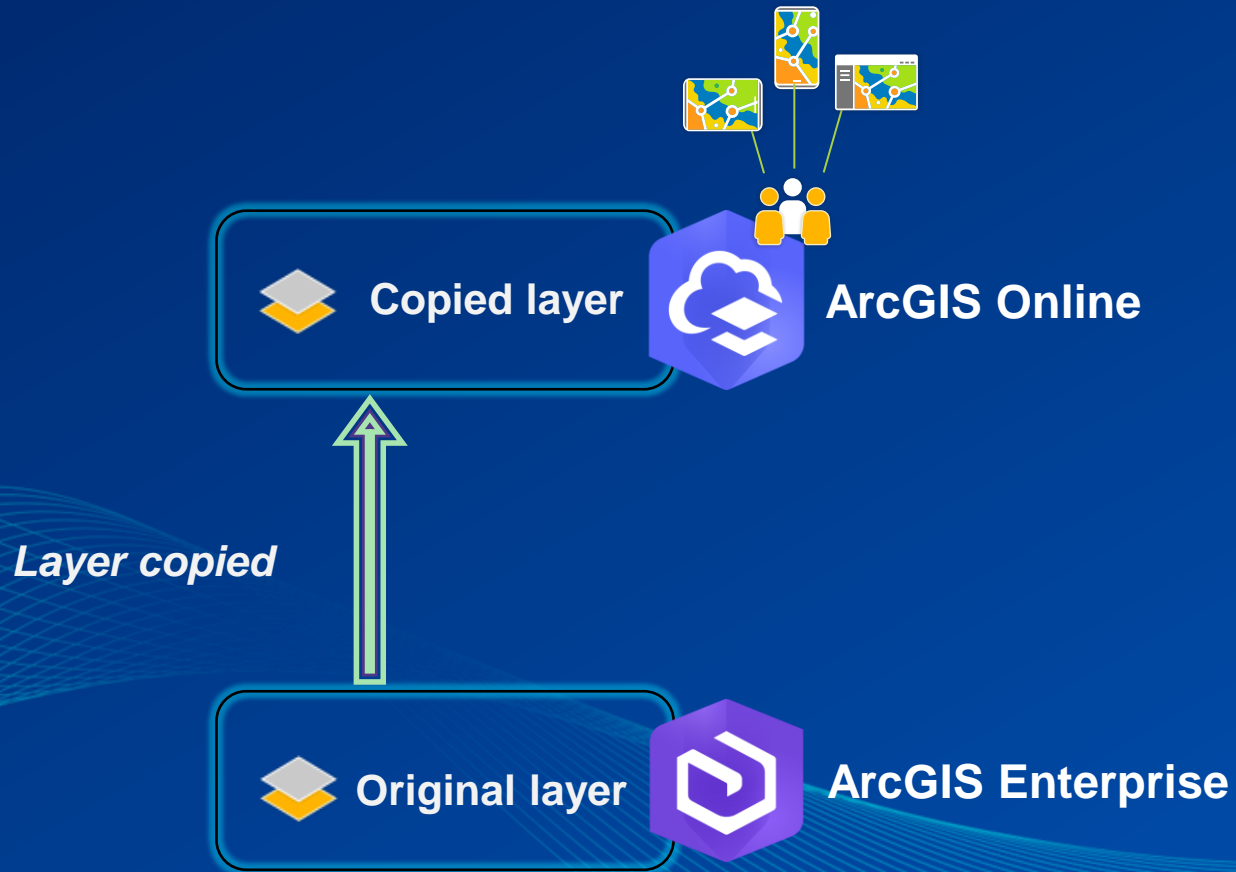 Copied layer
ArcGIS Online
Layer copied
Original layer
ArcGIS Enterprise